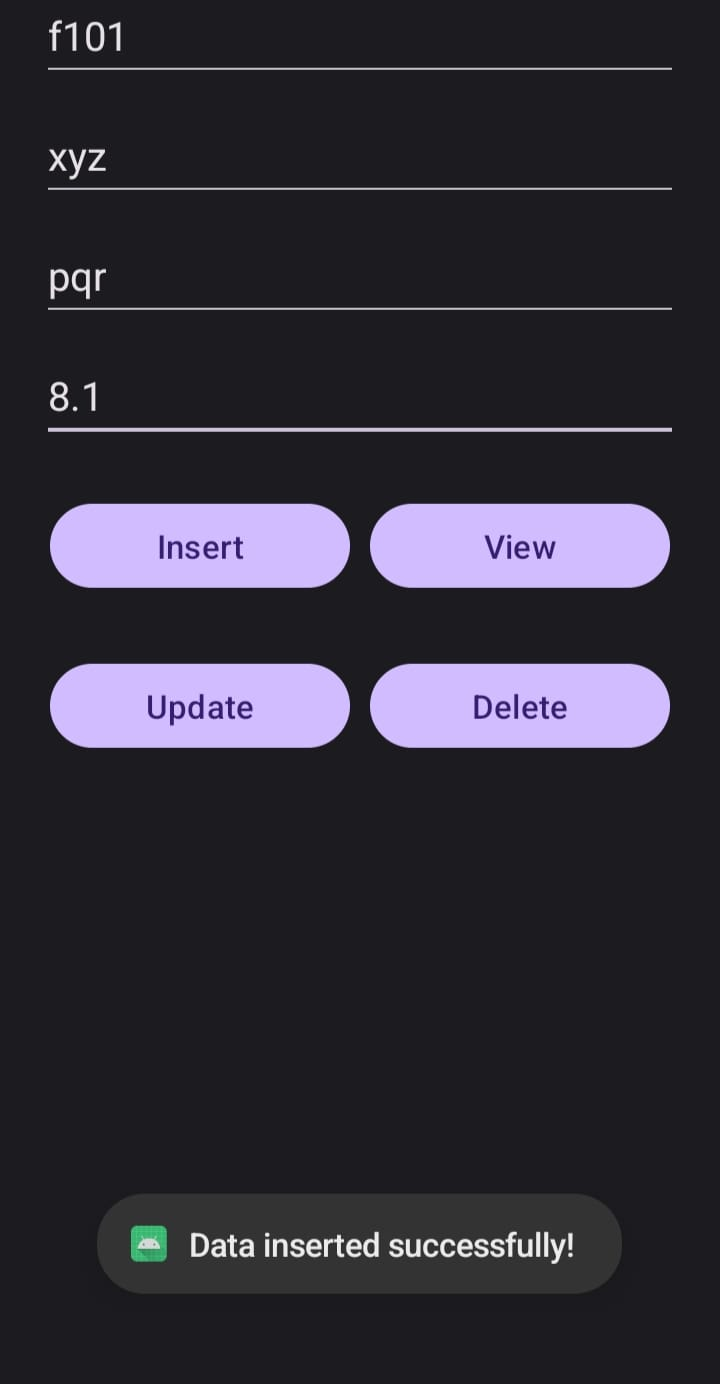 f101
xyz
pqr
8.1
Insert View
Update Delete
Data inserted successfully!